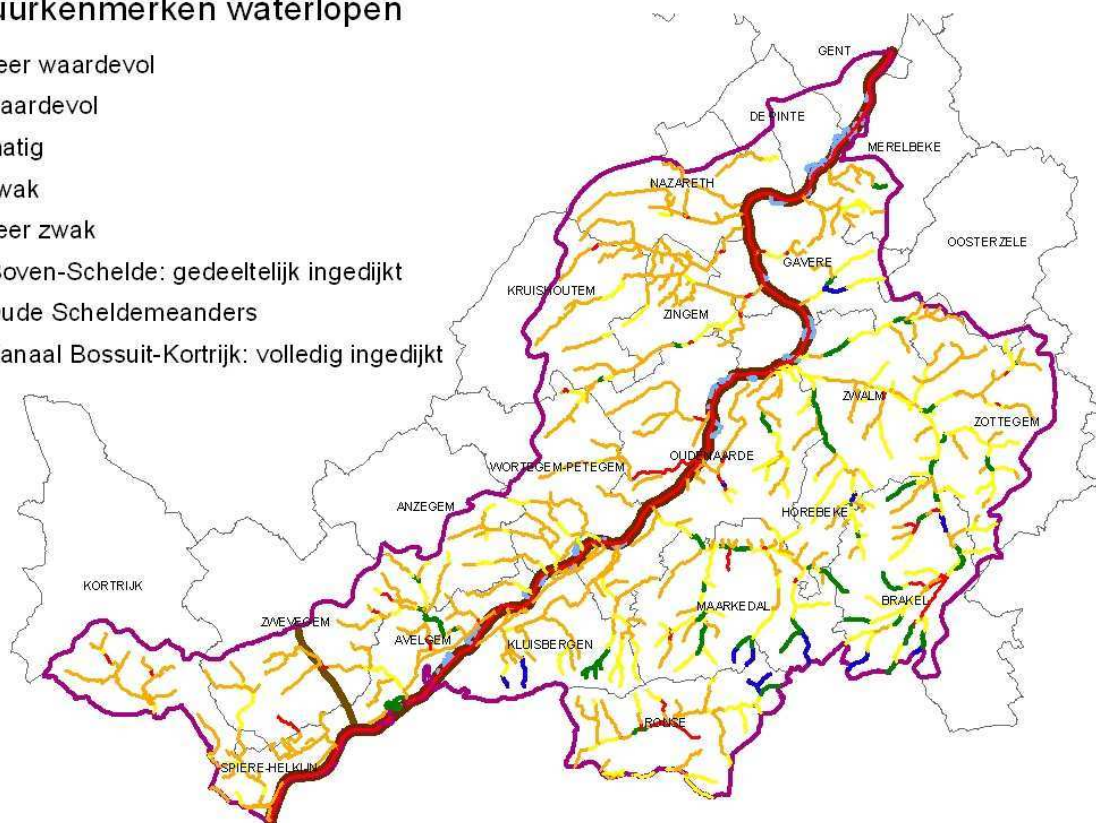 uurkenmerken waterlopen
eer waardevol
aardevol
natig
wak
eer zwak
oven-Schelde: gedeeltelijk ingedijkt
ude Scheldemeanders
anaal Bossuit-Kortrijk: volledig ingedijkt
GENT
DE PINTE
MERELBEKE
NAZARETH
OOSTERZELE
GAVERE
KRUISHOUTEM
ZINGEM
ZWALM
ZOTTEGEM
OUDENAARDE
WORTEGEM-PETEGEM
ANZEGEM
HOREBEKE
KORTRIJK
BRAKEL
MAARKEDAL
ZWEVEGEM
AVELGEM
KLUISBERGEN
RONSE
SPIERE-HELKIJN